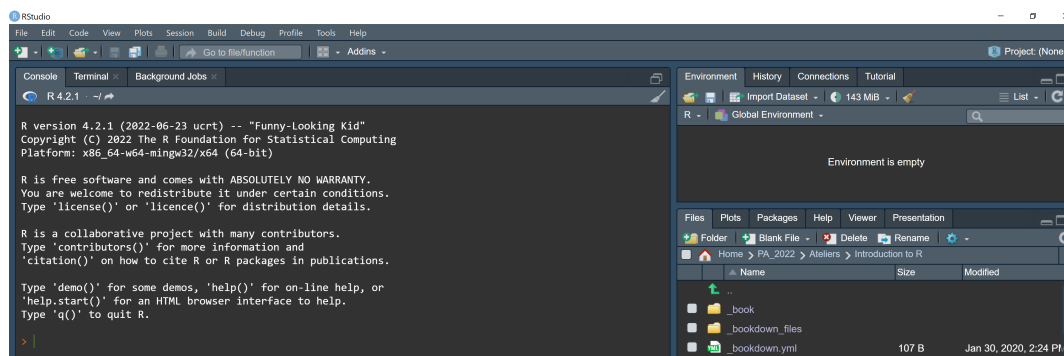 RStudio
File Edit Code View Plots Session Build Debug Profile Tools Help
Go to file/function Addins Project: (None
Console Terminal Background Jobs
R 4.2.1 · ~/
R version 4.2.1 (2022-06-23 ucrt) -- "Funny-Looking Kid"
Copyright (C) 2022 The R Foundation for Statistical Computing
Platform: x86_64-w64-mingw32/x64 (64-bit)
R is free software and comes with ABSOLUTELY NO WARRANTY.
You are welcome to redistribute it under certain conditions.
Type 'license()' or 'licence()' for distribution details.
R is a collaborative project with many contributors.
Type 'contributors()' for more information and
'citation()' on how to cite R or R packages in publications.
Type 'demo()' for some demos, 'help()' for on-line help, or
'help.start()' for an HTML browser interface to help.
Type 'q()' to quit R.
>
Environment History Connections Tutorial
Import Dataset 143 MiB List
R Global Environment
Environment is empty
Files Plots Packages Help Viewer Presentation
Folder Blank File Delete Rename
Home PA_2022 Ateliers Introduction to R
Name Size Modified
..
_book
_bookdown_files
_bookdown.yml 107 B Jan 30, 2020, 2:24 PM